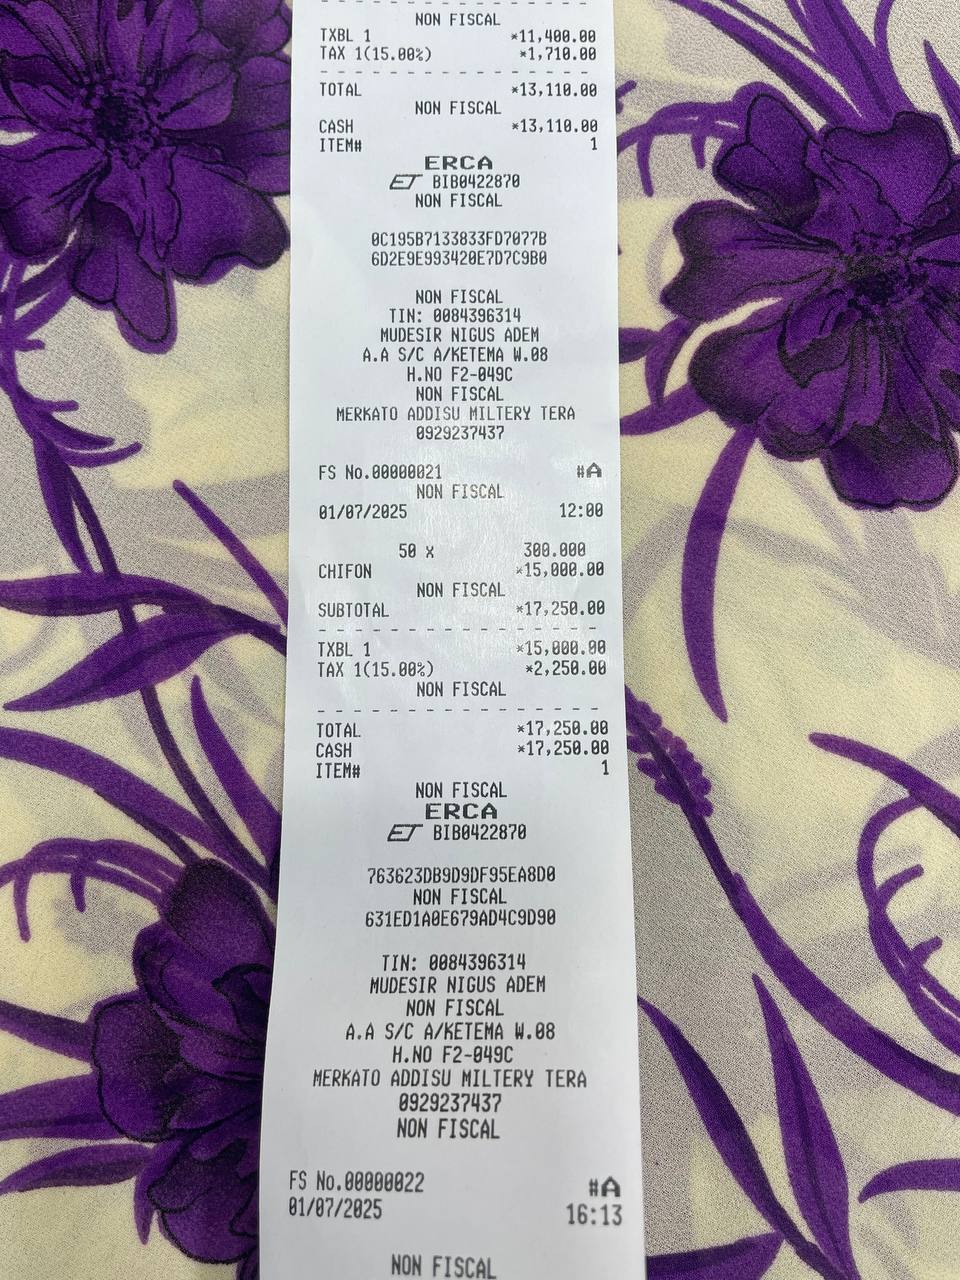 NON FISCAL
TXBL 1 *11,400.00
TAX 1(15.00%) *1,710.00
- - - - - - - - - - - - - - - -
TOTAL *13,110.00
NON FISCAL
CASH *13,110.00
ITEM# 1
ERCA
ET BIB0422870
NON FISCAL
0C195B7133833FD7077B
6D2E9E993420E7D7C9B0
NON FISCAL
TIN: 0084396314
MUDESIR NIGUS ADEM
A.A S/C A/KETEMA W.08
H.NO F2-049C
NON FISCAL
MERKATO ADDISU MILTERY TERA
0929237437
FS No.00000021 #A
NON FISCAL
01/07/2025 12:00
50 x 300.000
CHIFON *15,000.00
NON FISCAL
SUBTOTAL *17,250.00
- - - - - - - - - - - - - - - -
TXBL 1 *15,000.00
TAX 1(15.00%) *2,250.00
NON FISCAL
- - - - - - - - - - - - - - - -
TOTAL *17,250.00
CASH *17,250.00
ITEM# 1
NON FISCAL
ERCA
ET BIB0422870
763623DB9D9DF95EA8D0
NON FISCAL
631ED1A0E679AD4C9D90
TIN: 0084396314
MUDESIR NIGUS ADEM
NON FISCAL
A.A S/C A/KETEMA W.08
H.NO F2-049C
MERKATO ADDISU MILTERY TERA
0929237437
NON FISCAL
FS No.00000022 #A
01/07/2025 16:13
NON FISCAL